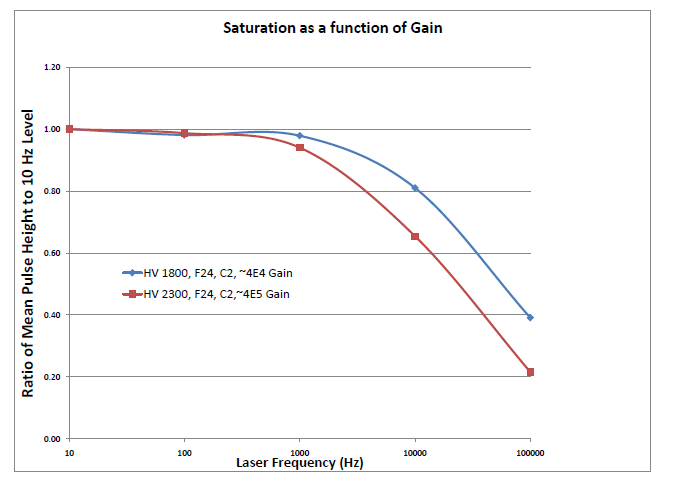 Saturation as a function of Gain
Ratio of Mean Pulse Height to 10 Hz Level
1.20
1.00
0.80
0.60
0.40
0.20
0.00
HV 1800, F24, C2, ~4E4 Gain
HV 2300, F24, C2,~4E5 Gain
10 100 1000 10000 100000
Laser Frequency (Hz)